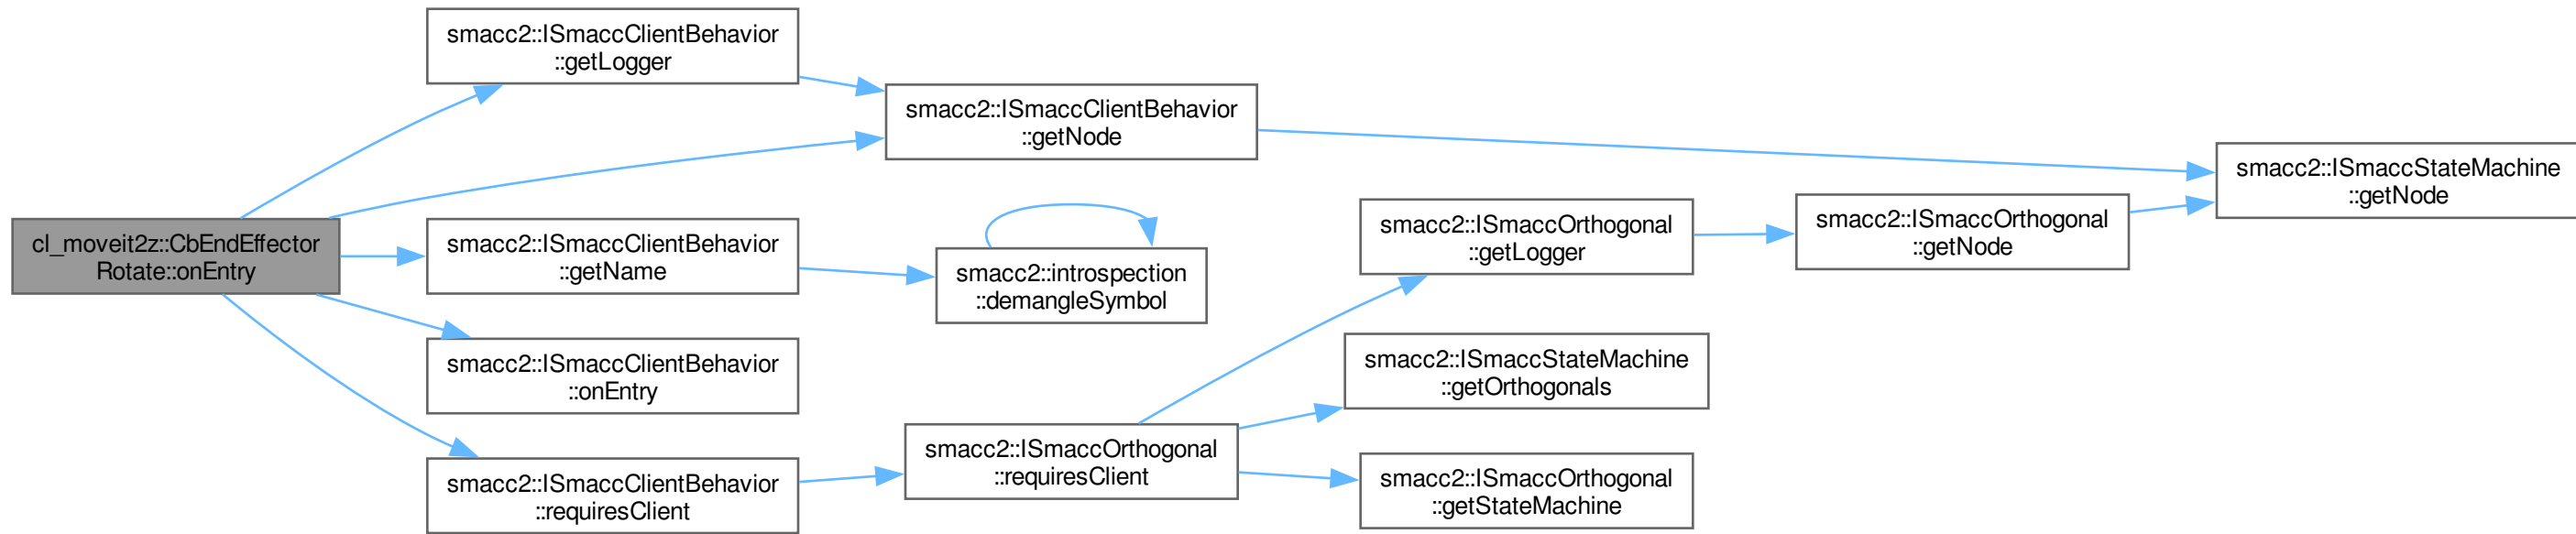 cl_moveit2z::CbEndEffector
Rotate::onEntry
smacc2::ISmaccClientBehavior
::getLogger
smacc2::ISmaccClientBehavior
::getNode
smacc2::ISmaccStateMachine
::getNode
smacc2::ISmaccClientBehavior
::getName
smacc2::introspection
::demangleSymbol
smacc2::ISmaccClientBehavior
::onEntry
smacc2::ISmaccClientBehavior
::requiresClient
smacc2::ISmaccOrthogonal
::requiresClient
smacc2::ISmaccOrthogonal
::getLogger
smacc2::ISmaccOrthogonal
::getNode
smacc2::ISmaccStateMachine
::getOrthogonals
smacc2::ISmaccOrthogonal
::getStateMachine